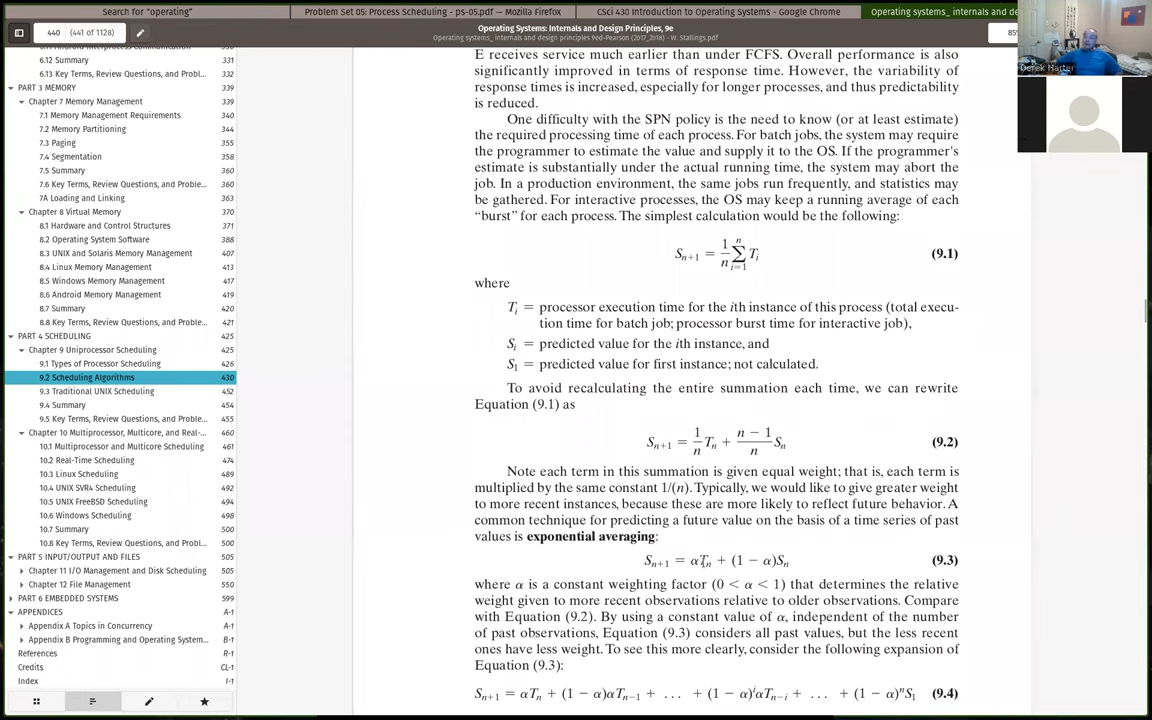 Search for "operating"
Problem Set 05: Process Scheduling - ps-05.pdf — Mozilla Firefox
CSci 430 Introduction to Operating Systems - Google Chrome
Operating systems_ internals and de
440 (441 of 1128)
Operating Systems: Internals and Design Principles, 9e
Operating systems_ internals and design principles 9ed-Pearson (2017_2018) - W. Stallings.pdf
Derek Harter
6.12 Summary 331
6.13 Key Terms, Review Questions, and Probl... 332
PART 3 MEMORY 339
Chapter 7 Memory Management 339
7.1 Memory Management Requirements 340
7.2 Memory Partitioning 344
7.3 Paging 355
7.4 Segmentation 358
7.5 Summary 360
7.6 Key Terms, Review Questions, and Proble... 360
7A Loading and Linking 363
Chapter 8 Virtual Memory 370
8.1 Hardware and Control Structures 371
8.2 Operating System Software 388
8.3 UNIX and Solaris Memory Management 407
8.4 Linux Memory Management 413
8.5 Windows Memory Management 417
8.6 Android Memory Management 419
8.7 Summary 420
8.8 Key Terms, Review Questions, and Probl... 421
PART 4 SCHEDULING 425
Chapter 9 Uniprocessor Scheduling 425
9.1 Types of Processor Scheduling 426
9.2 Scheduling Algorithms 430
9.3 Traditional UNIX Scheduling 452
9.4 Summary 454
9.5 Key Terms, Review Questions, and Proble... 455
Chapter 10 Multiprocessor, Multicore, and Real-... 460
10.1 Multiprocessor and Multicore Scheduling 461
10.2 Real-Time Scheduling 474
10.3 Linux Scheduling 489
10.4 UNIX SVR4 Scheduling 492
10.5 UNIX FreeBSD Scheduling 494
10.6 Windows Scheduling 498
10.7 Summary 500
10.8 Key Terms, Review Questions, and Probl... 500
PART 5 INPUT/OUTPUT AND FILES 505
Chapter 11 I/O Management and Disk Scheduling 505
Chapter 12 File Management 550
PART 6 EMBEDDED SYSTEMS 599
APPENDICES A-1
Appendix A Topics in Concurrency A-1
Appendix B Programming and Operating System... B-1
References R-1
Credits CL-1
Index I-1
E receives service much earlier than under FCFS. Overall performance is also
significantly improved in terms of response time. However, the variability of
response times is increased, especially for longer processes, and thus predictability
is reduced.
One difficulty with the SPN policy is the need to know (or at least estimate)
the required processing time of each process. For batch jobs, the system may require
the programmer to estimate the value and supply it to the OS. If the programmer's
estimate is substantially under the actual running time, the system may abort the
job. In a production environment, the same jobs run frequently, and statistics may
be gathered. For interactive processes, the OS may keep a running average of each
“burst” for each process. The simplest calculation would be the following:
Sn+1 = 1/n ∑ⁿi=1 Ti (9.1)
where
Ti = processor execution time for the ith instance of this process (total execu-
tion time for batch job; processor burst time for interactive job),
Si = predicted value for the ith instance, and
S1 = predicted value for first instance; not calculated.
To avoid recalculating the entire summation each time, we can rewrite
Equation (9.1) as
Sn+1 = 1/n Tn + n − 1/n Sn (9.2)
Note each term in this summation is given equal weight; that is, each term is
multiplied by the same constant 1/(n). Typically, we would like to give greater weight
to more recent instances, because these are more likely to reflect future behavior. A
common technique for predicting a future value on the basis of a time series of past
values is exponential averaging:
Sn+1 = αTn + (1 − α)Sn (9.3)
where α is a constant weighting factor (0 < α < 1) that determines the relative
weight given to more recent observations relative to older observations. Compare
with Equation (9.2). By using a constant value of α, independent of the number
of past observations, Equation (9.3) considers all past values, but the less recent
ones have less weight. To see this more clearly, consider the following expansion of
Equation (9.3):
Sn+1 = αTn + (1 − α)αTn−1 + ... + (1 − α)ⁱαTn−i + ... + (1 − α)ⁿS1 (9.4)